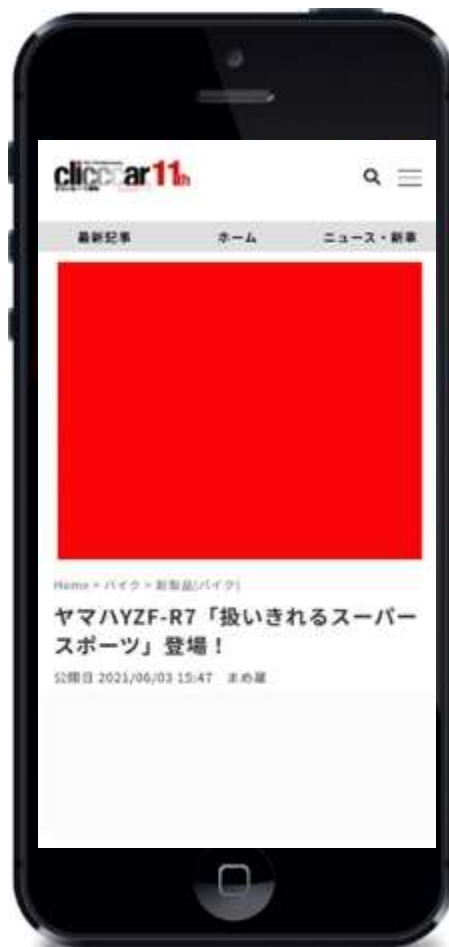 clicccar 11th
最新記事 ホーム ニュース・新車
Home > バイク > 新製品(バイク)
ヤマハYZF-R7「扱いきれるスーパー
スポーツ」登場！
公開日 2021/06/03 15:47 まめ蔵